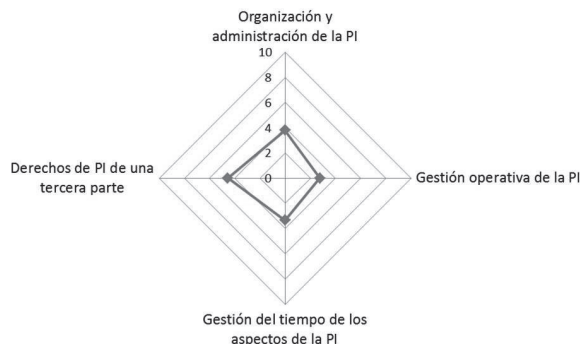 Organización y
administración de la PI
10
8
6
4
2
0
Derechos de PI de una
tercera parte
Gestión operativa de la PI
Gestión del tiempo de los
aspectos de la PI